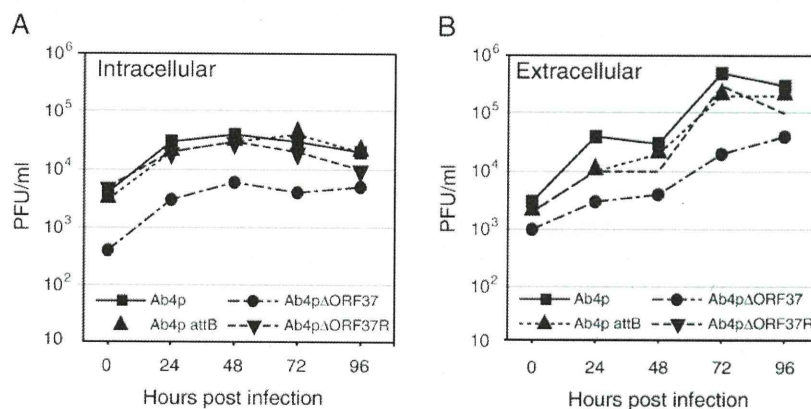 A
Intracellular
PFU/ml
10⁶
10⁵
10⁴
10³
10²
10
Ab4p
Ab4pΔORF37
Ab4p attB
Ab4pΔORF37R
0 24 48 72 96
Hours post infection
B
Extracellular
PFU/ml
10⁶
10⁵
10⁴
10³
10²
10
Ab4p
Ab4pΔORF37
Ab4p attB
Ab4pΔORF37R
0 24 48 72 96
Hours post infection